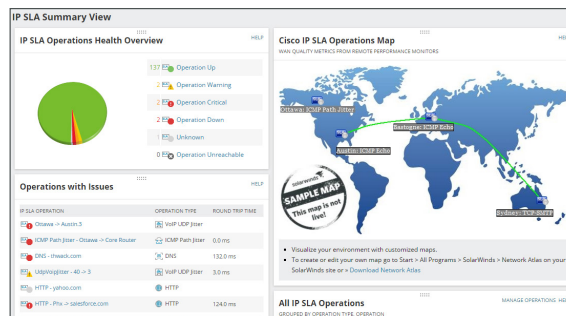 IP SLA Summary View
IP SLA Operations Health Overview
HELP
137 Operation Up
2 Operation Warning
2 Operation Critical
2 Operation Down
1 Unknown
0 Operation Unreachable
Operations with Issues
HELP
IP SLA OPERATION OPERATION TYPE ROUND TRIP TIME
Ottawa -> Austin 3 VoIP UDP Jitter
ICMP Path Jitter - Ottawa -> Core Router ICMP Path Jitter 0.0 ms
DNS - thwack.com DNS 132.0 ms
UdpVoipJitter - 40 -> 3 VoIP UDP Jitter 3.0 ms
HTTP - yahoo.com HTTP
HTTP - Phx -> salesforce.com HTTP 124.0 ms
Cisco IP SLA Operations Map
WAN QUALITY METRICS FROM REMOTE PERFORMANCE MONITORS
Ottawa: ICMP Path Jitter
Bastogne: ICMP Echo
Austin: ICMP Echo
solarwinds
SAMPLE MAP
This map is not
live!
Visualize your environment with customized maps.
To create or edit your own map go to Start > All Programs > SolarWinds > Network Atlas on your
SolarWinds site or » Download Network Atlas
All IP SLA Operations
MANAGE OPERATIONS
GROUPED BY OPERATION TYPE, OPERATION